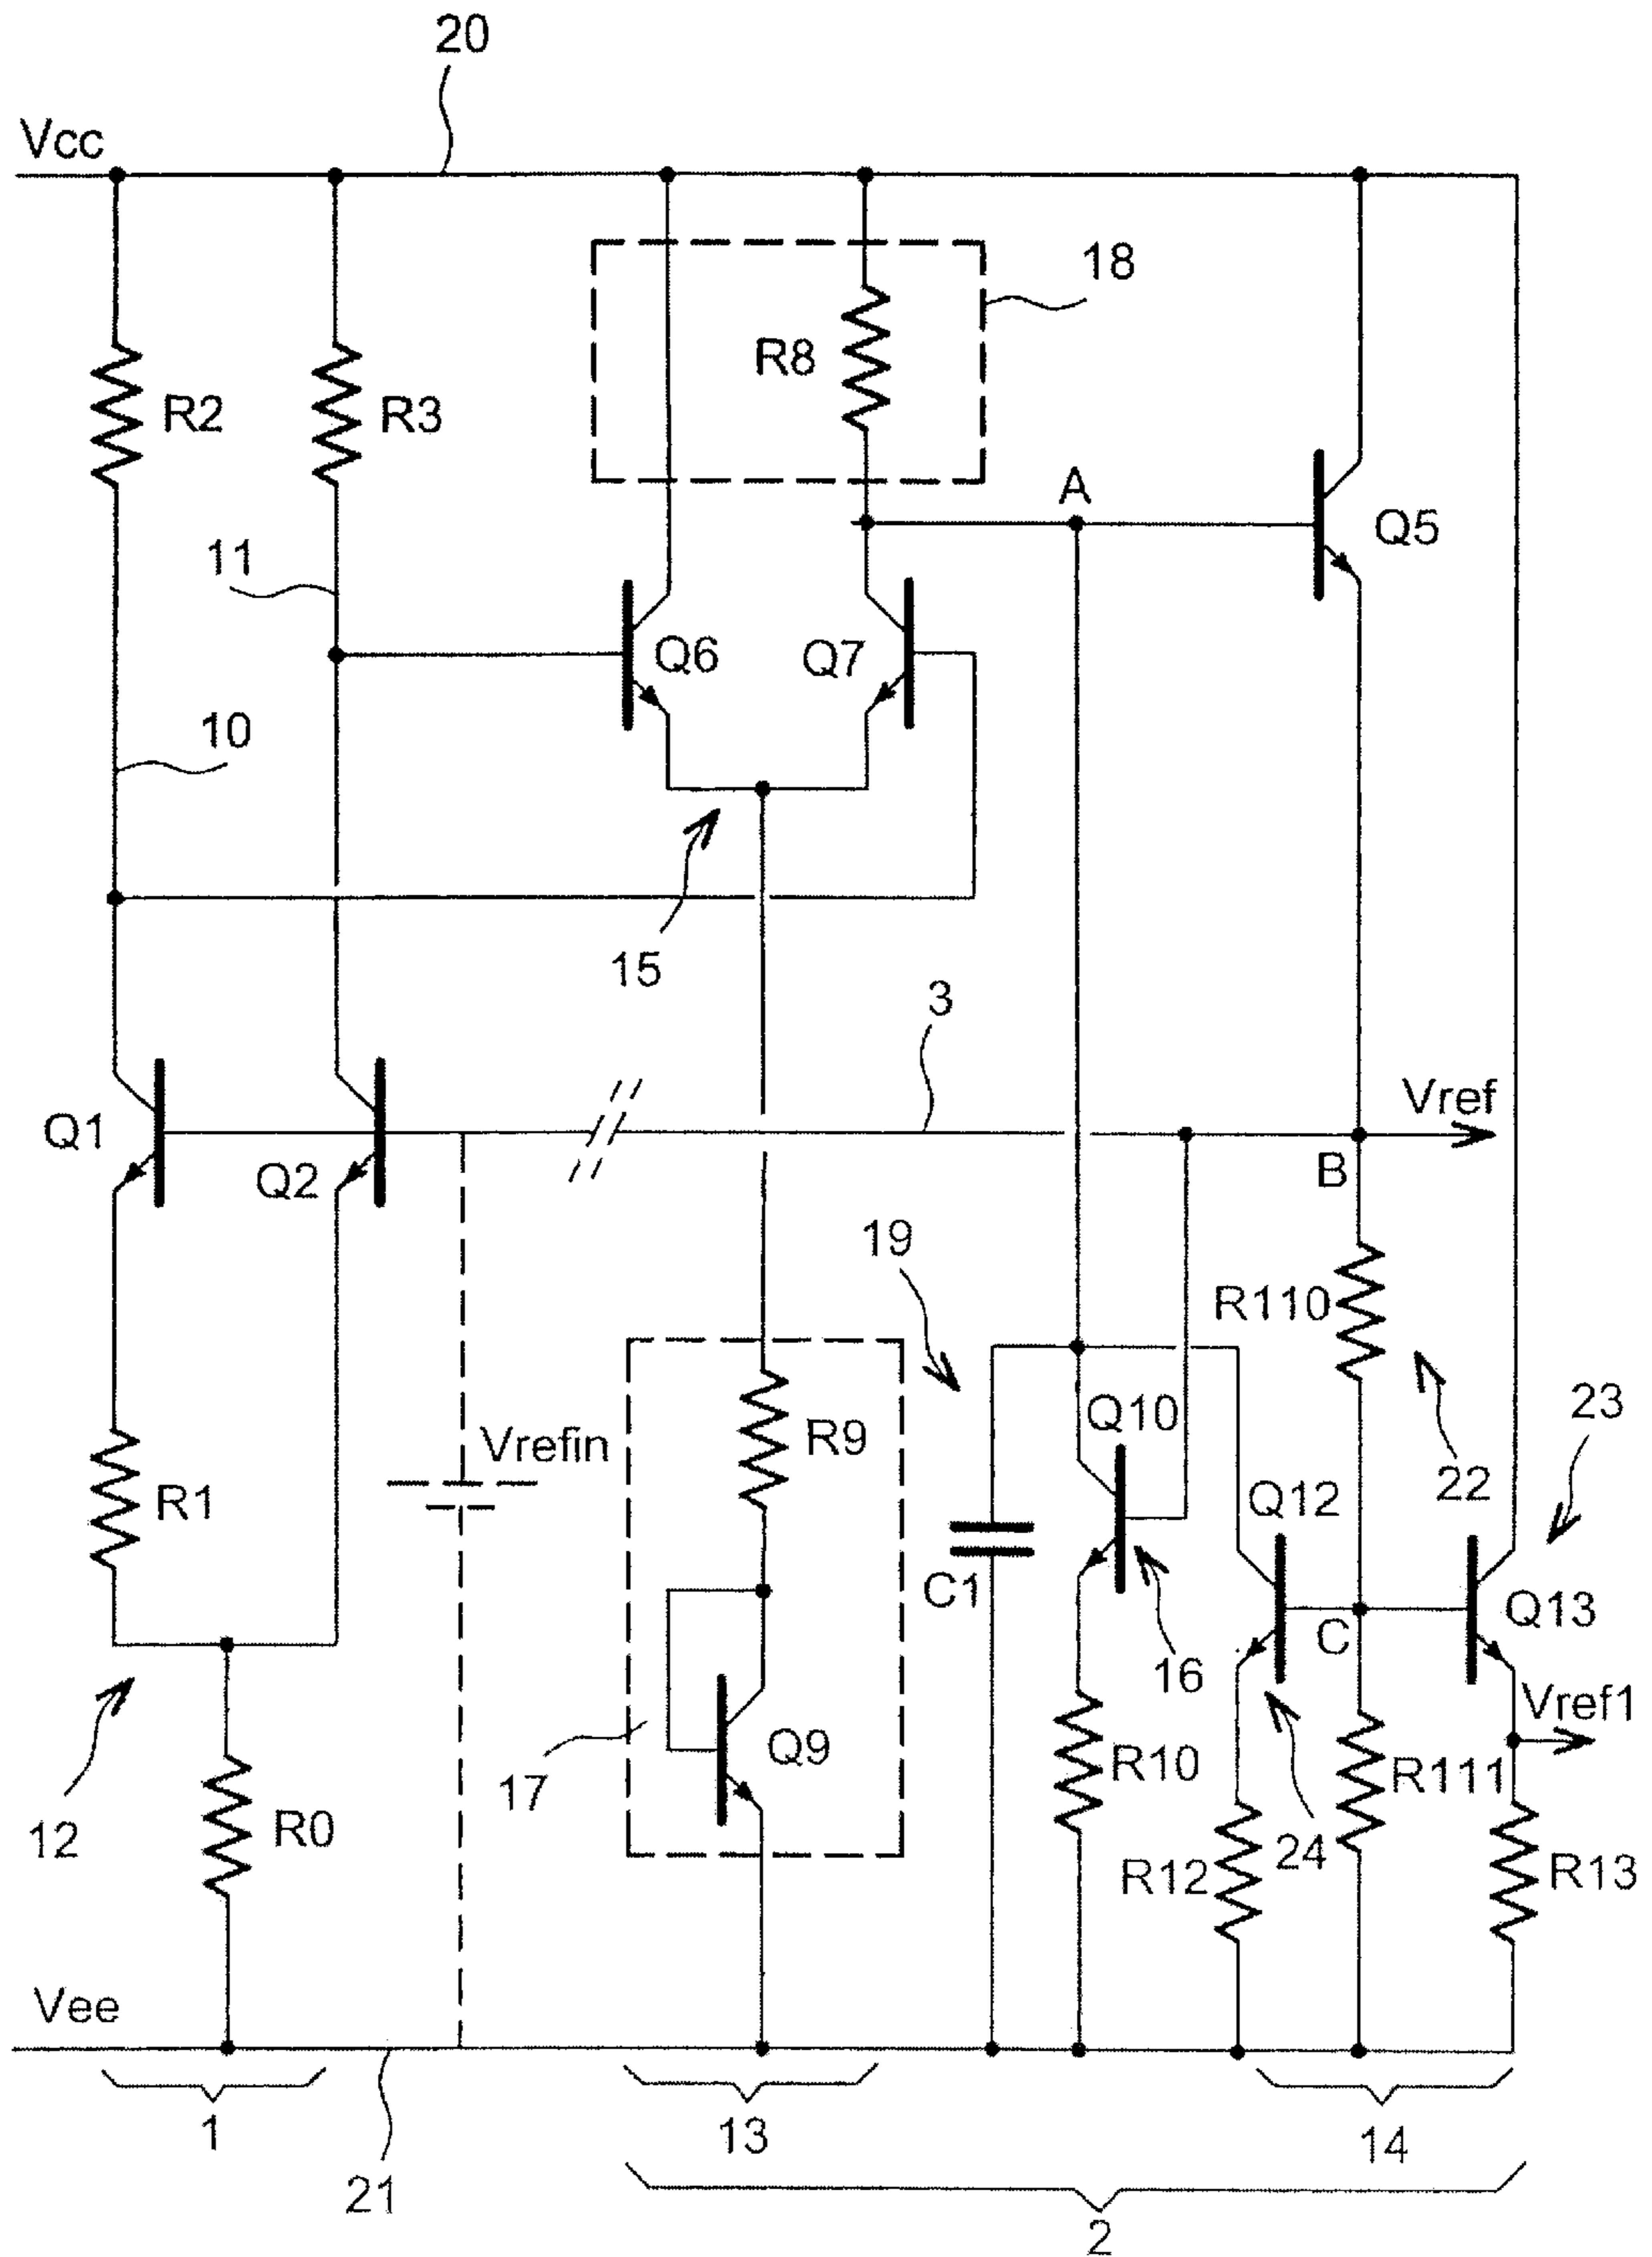 20
Vcc
18
R8
R2
R3
A
Q5
11
Q6
Q7
10
15
3
Vref
Q1
Q2
B
19
R110
Q10
23
Vrefin
R9
22
R1
Q12
C1
Q13
C
16
Vref1
Q9
R10
R111
17
12
R0
24
R12
R13
Vee
1
13
14
21
2